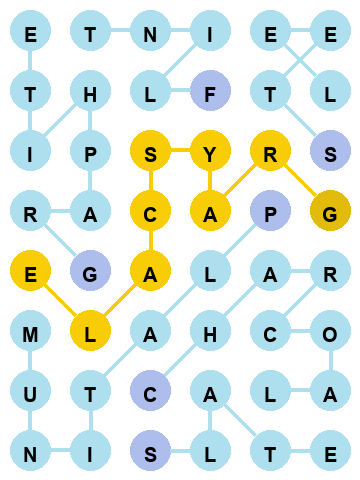 E T N I E E
T H L F T L
I P S Y R S
R A C A P G
E G A L A R
M L A H C O
U T C A L A
N I S L T E